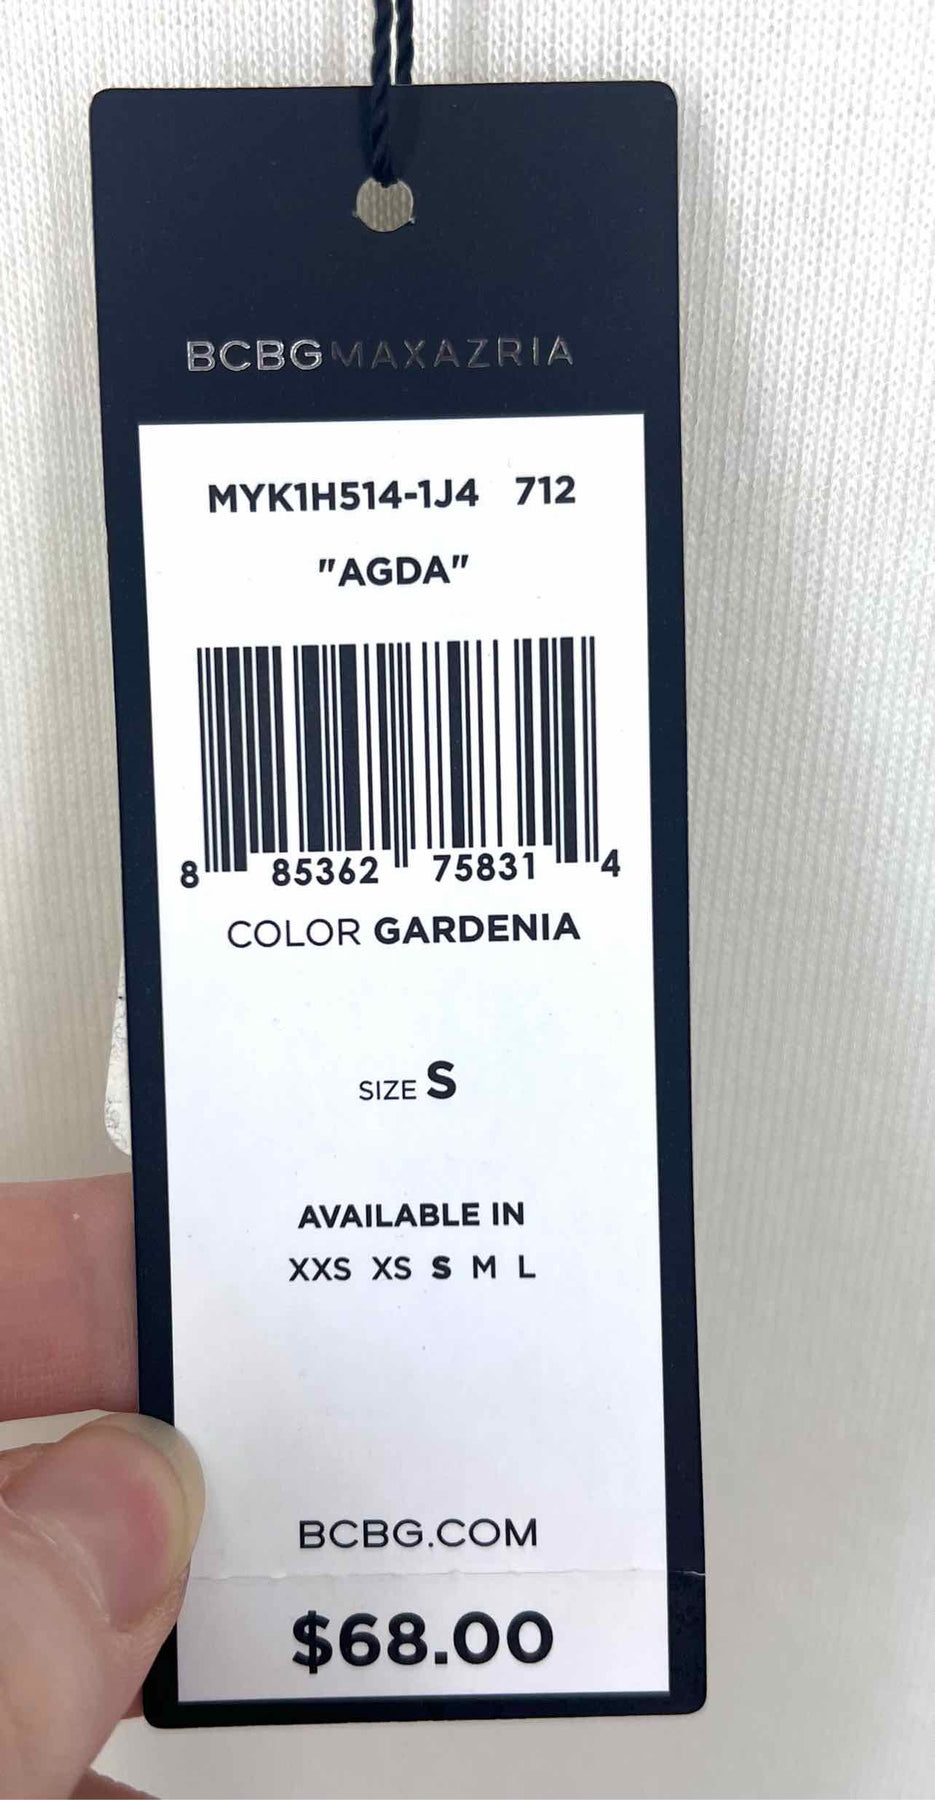 BCBGMAXAZRIA
MYK1H514-1J4 712
"AGDA"
8 85362 75831 4
COLOR GARDENIA
SIZE S
AVAILABLE IN
XXS XS S M L
BCBG.COM
$68.00